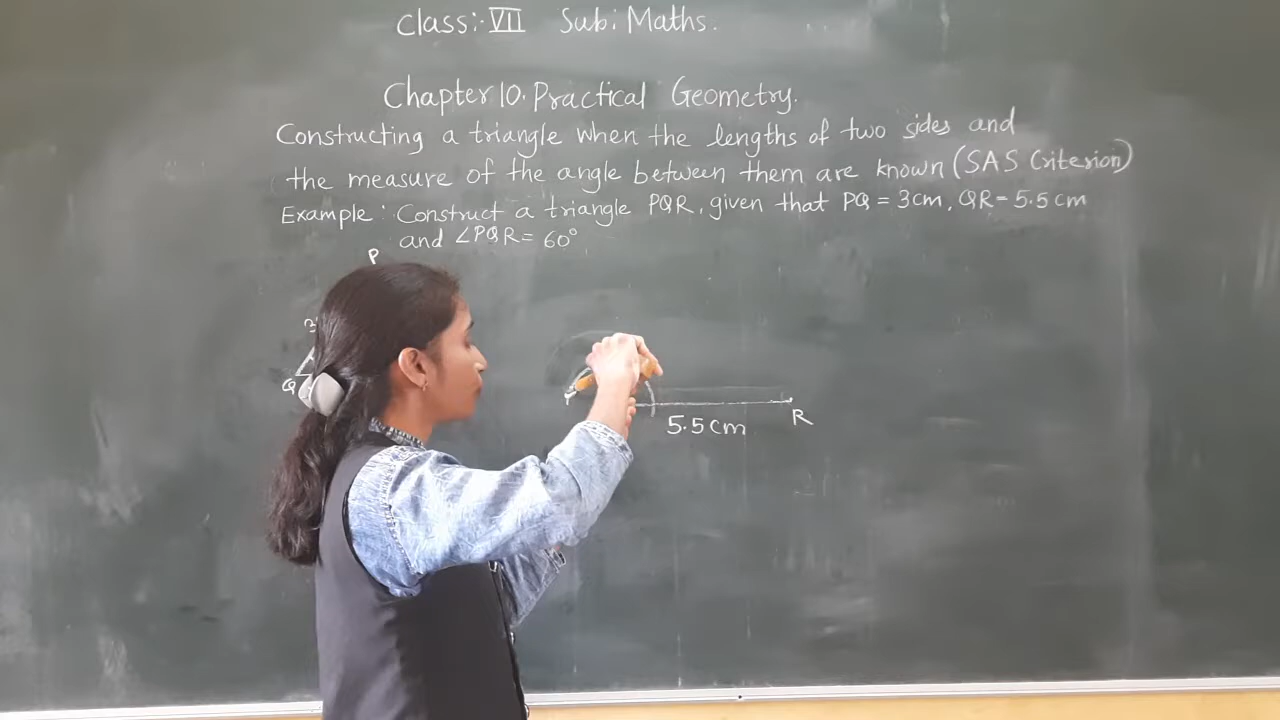 Class:- VII Sub: Maths.
Chapter 10. Practical Geometry.
Constructing a triangle when the lengths of two sides and
the measure of the angle between them are known (SAS Criterion)
Example: Construct a triangle PQR, given that PQ = 3cm, QR = 5.5 cm
and ∠PQR = 60°
P
Q
5.5cm
R